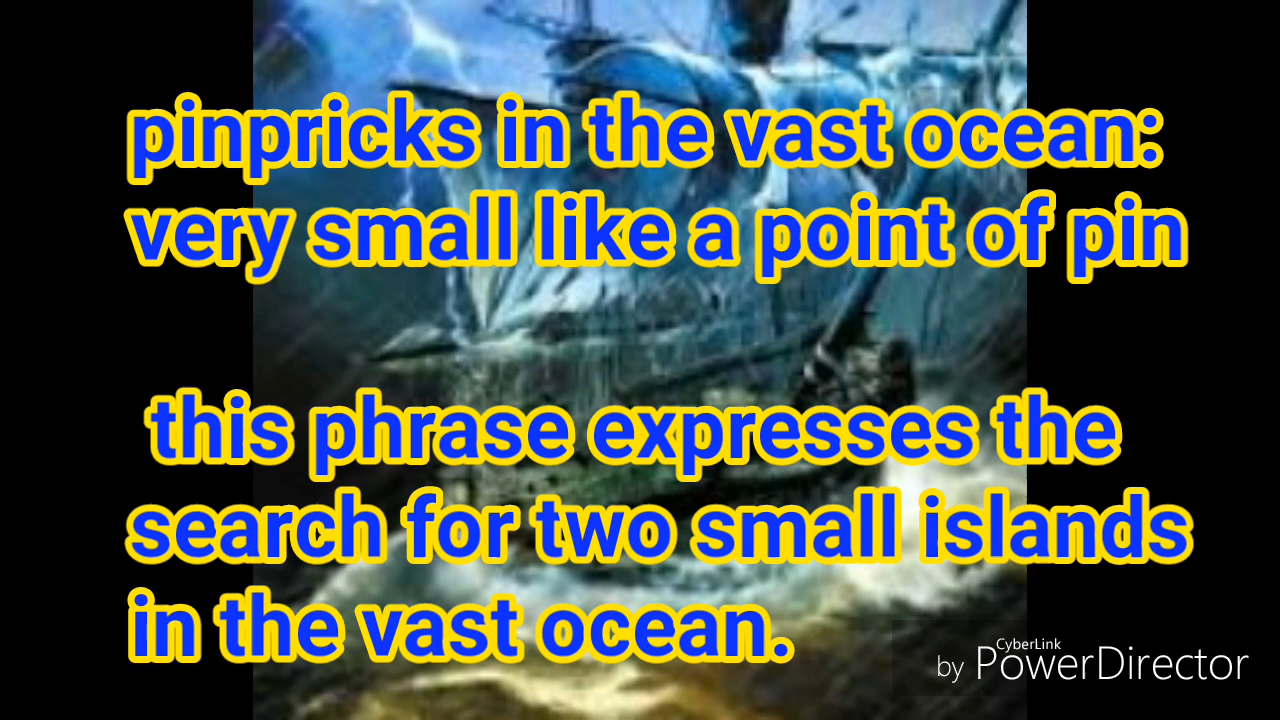 pinpricks in the vast ocean:
very small like a point of pin
this phrase expresses the
search for two small islands
in the vast ocean.
CyberLink
by PowerDirector